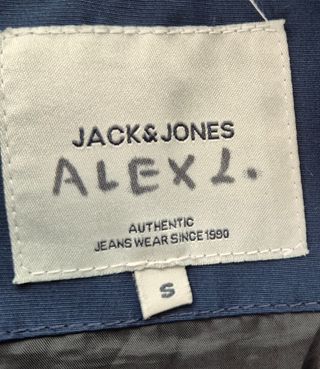 JACK&JONES
ALEX L.
AUTHENTIC
JEANS WEAR SINCE 1990
S